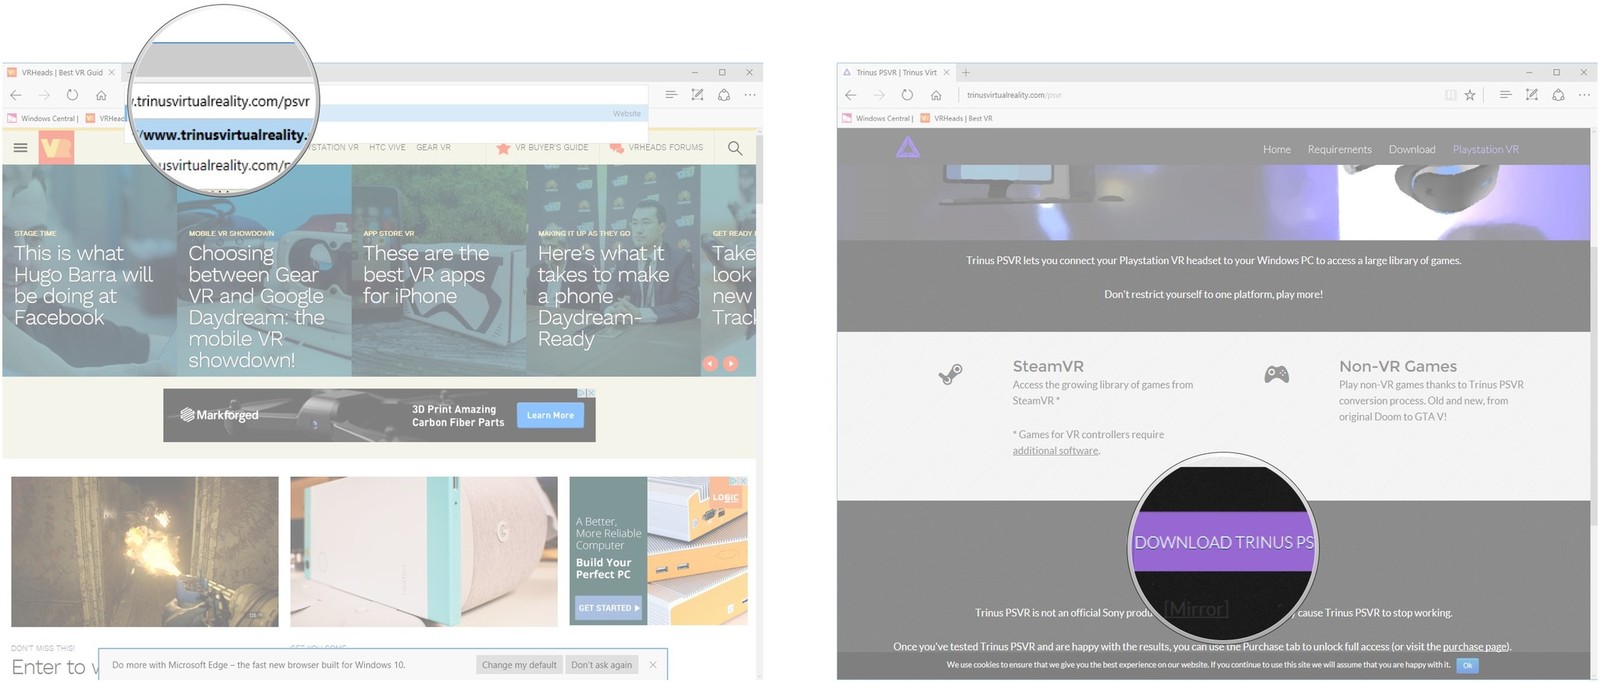 VRHeads | Best VR Guid
.trinusvirtualreality.com/psvr
Website
/www.trinusvirtualreality.
usvirtualreality.com/p
Windows Central |
VRHead
VR
YSTATION VR
HTC VIVE
GEAR VR
VR BUYER'S GUIDE
VRHEADS FORUMS
STAGE TIME
This is what
Hugo Barra will
be doing at
Facebook
MOBILE VR SHOWDOWN
Choosing
between Gear
VR and Google
Daydream: the
mobile VR
showdown!
APP STORE VR
These are the
best VR apps
for iPhone
MAKING IT UP AS THEY GO
Here's what it
takes to make
a phone
Daydream-
Ready
GET READY
Take
look
new
Track
Markforged
3D Print Amazing
Carbon Fiber Parts
Learn More
LOGIC
A Better,
More Reliable
Computer
Build Your
Perfect PC
GET STARTED
DON'T MISS THIS!
Enter to
Do more with Microsoft Edge – the fast new browser built for Windows 10.
Change my default
Don't ask again
Trinus PSVR | Trinus Virt
trinusvirtualreality.com/psvr
Windows Central |
VRHeads | Best VR
Home
Requirements
Download
Playstation VR
Trinus PSVR lets you connect your Playstation VR headset to your Windows PC to access a large library of games.
Don't restrict yourself to one platform, play more!
SteamVR
Access the growing library of games from
SteamVR *
* Games for VR controllers require
additional software.
Non-VR Games
Play non-VR games thanks to Trinus PSVR
conversion process. Old and new, from
original Doom to GTA V!
DOWNLOAD TRINUS PS
[Mirror]
Trinus PSVR is not an official Sony produ
cause Trinus PSVR to stop working.
Once you've tested Trinus PSVR and are happy with the results, you can use the Purchase tab to unlock full access (or visit the purchase page).
We use cookies to ensure that we give you the best experience on our website. If you continue to use this site we will assume that you are happy with it.
Ok